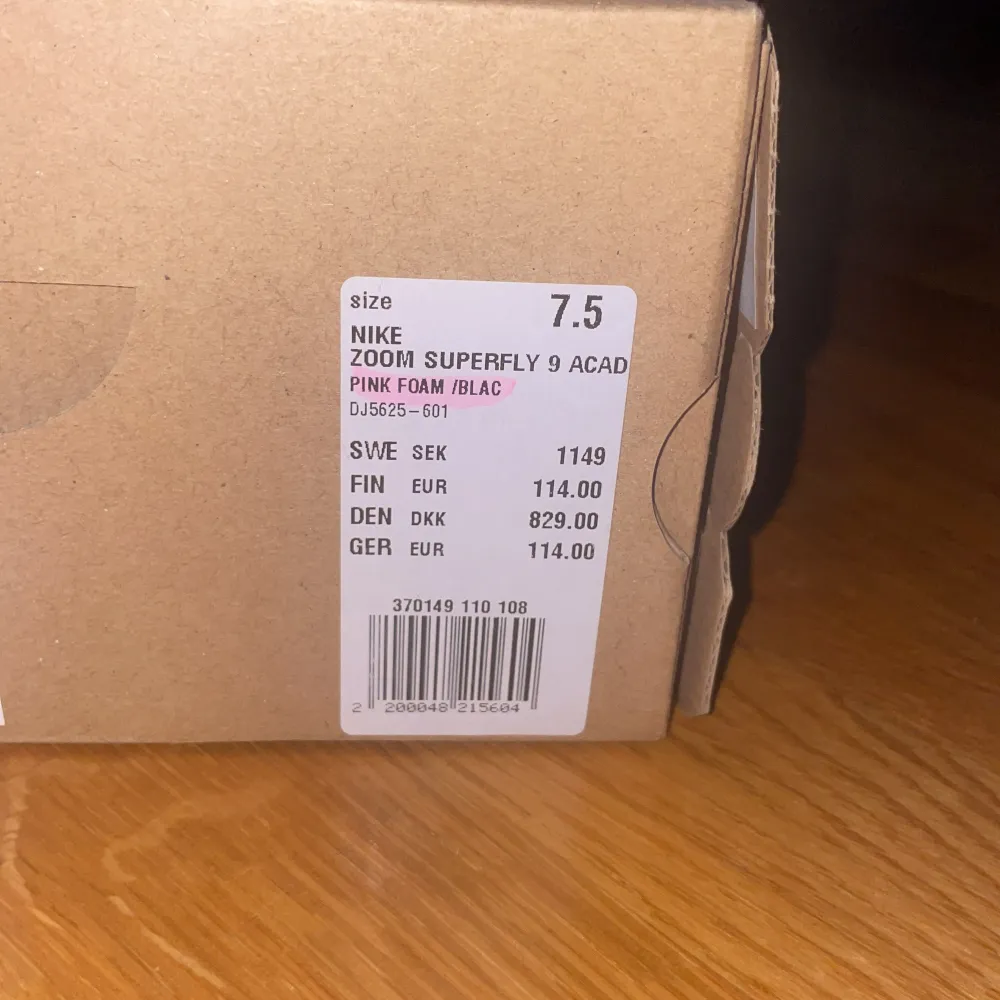 size 7.5
NIKE
ZOOM SUPERFLY 9 ACAD
PINK FOAM /BLAC
DJ5625-601
SWE SEK 1149
FIN EUR 114.00
DEN DKK 829.00
GER EUR 114.00
370149 110 108
2 200048 215604